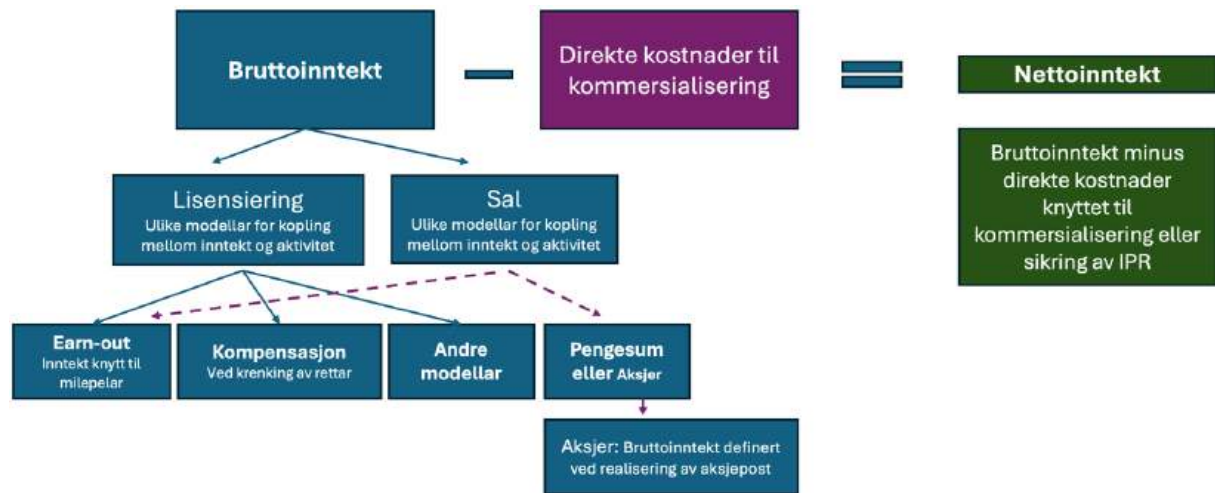 Bruttoinntekt
Direkte kostnader til
kommersialisering
Nettoinntekt
Bruttoinntekt minus
direkte kostnader
knyttet til
kommersialisering eller
sikring av IPR
Lisensiering
Ulike modellar for kopling
mellom inntekt og aktivitet
Sal
Ulike modellar for kopling
mellom inntekt og aktivitet
Earn-out
Inntekt knytt til
milepelar
Kompensasjon
Ved krenking av rettar
Andre
modellar
Pengesum
eller Aksjer
Aksjer: Bruttoinntekt definert
ved realisering av aksjepost